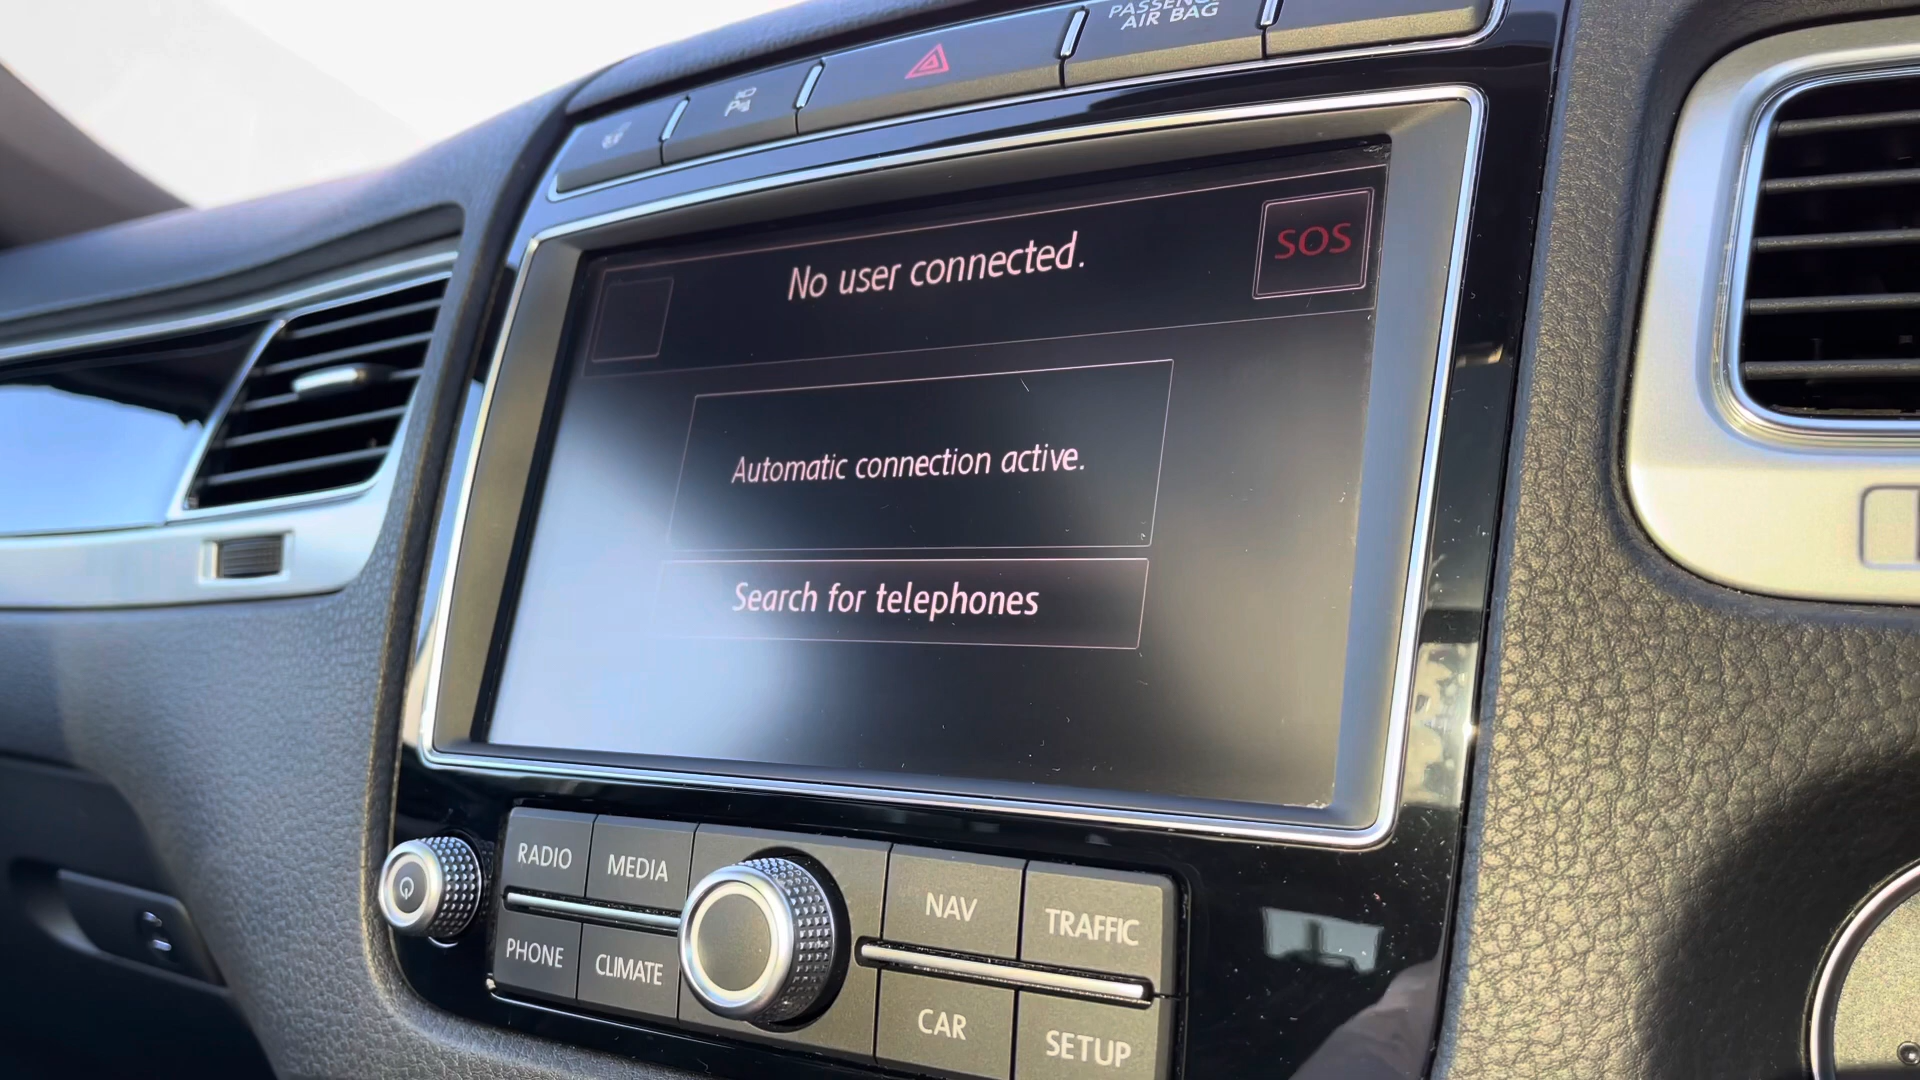 PASSENGER
AIR BAG
No user connected.
SOS
Automatic connection active.
Search for telephones
RADIO
MEDIA
NAV
TRAFFIC
PHONE
CLIMATE
CAR
SETUP